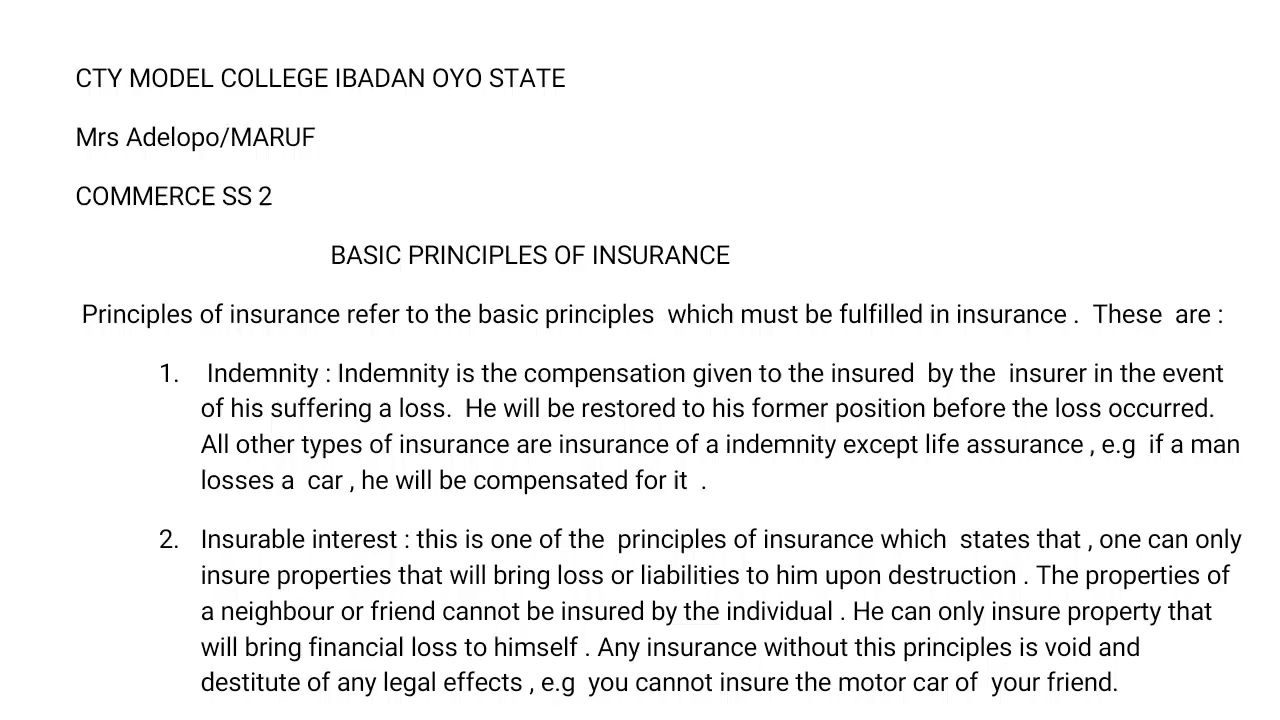 CTY MODEL COLLEGE IBADAN OYO STATE
Mrs Adelopo/MARUF
COMMERCE SS 2
BASIC PRINCIPLES OF INSURANCE
Principles of insurance refer to the basic principles  which must be fulfilled in insurance .  These  are :
1.  Indemnity : Indemnity is the compensation given to the insured  by the  insurer in the event
of his suffering a loss.  He will be restored to his former position before the loss occurred.
All other types of insurance are insurance of a indemnity except life assurance , e.g  if a man
losses a  car , he will be compensated for it  .
2. Insurable interest : this is one of the  principles of insurance which  states that , one can only
insure properties that will bring loss or liabilities to him upon destruction . The properties of
a neighbour or friend cannot be insured by the individual . He can only insure property that
will bring financial loss to himself . Any insurance without this principles is void and
destitute of any legal effects , e.g  you cannot insure the motor car of  your friend.